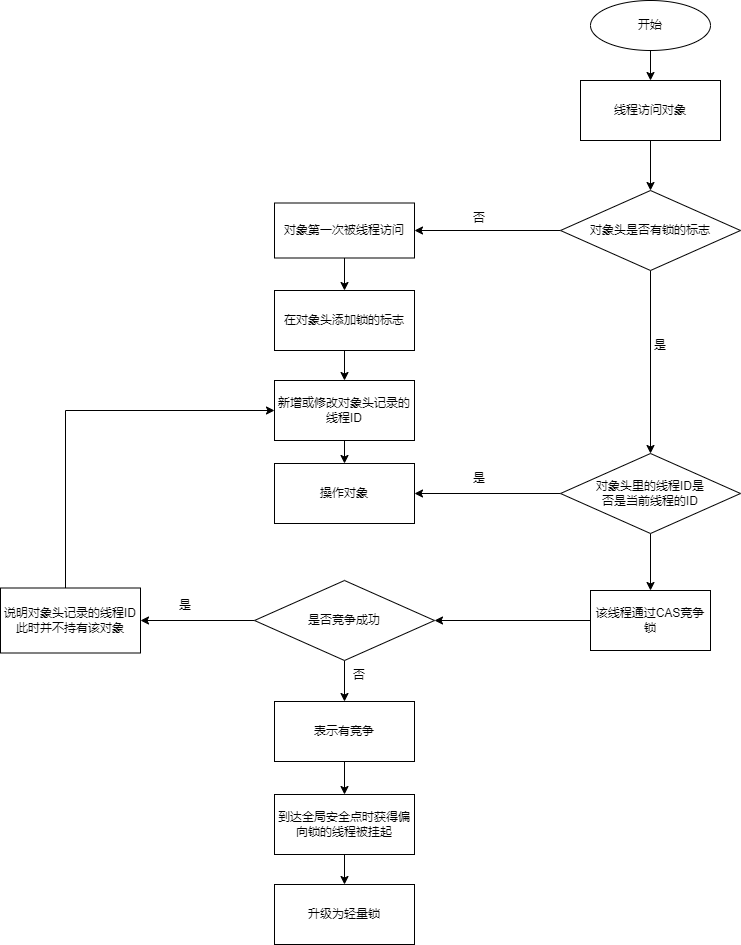 开始
线程访问对象
对象头是否有锁的标志
否
对象第一次被线程访问
在对象头添加锁的标志
是
新增或修改对象头记录的
线程ID
操作对象
是
对象头里的线程ID是
否是当前线程的ID
该线程通过CAS竞争
锁
是否竞争成功
是
说明对象头记录的线程ID
此时并不持有该对象
否
表示有竞争
到达全局安全点时获得偏
向锁的线程被挂起
升级为轻量锁